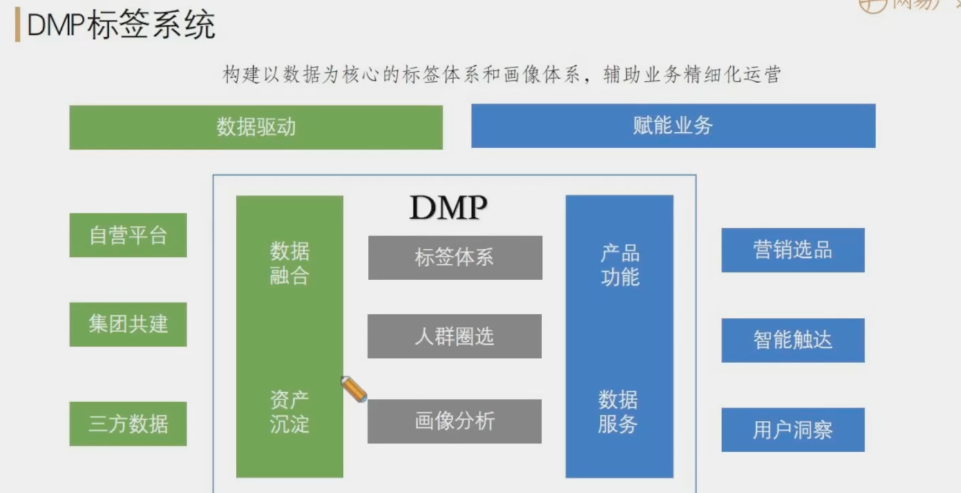 DMP标签系统
构建以数据为核心的标签体系和画像体系，辅助业务精细化运营
数据驱动
赋能业务
自营平台
集团共建
三方数据
数据
融合
资产
沉淀
DMP
标签体系
人群圈选
画像分析
产品
功能
数据
服务
营销选品
智能触达
用户洞察